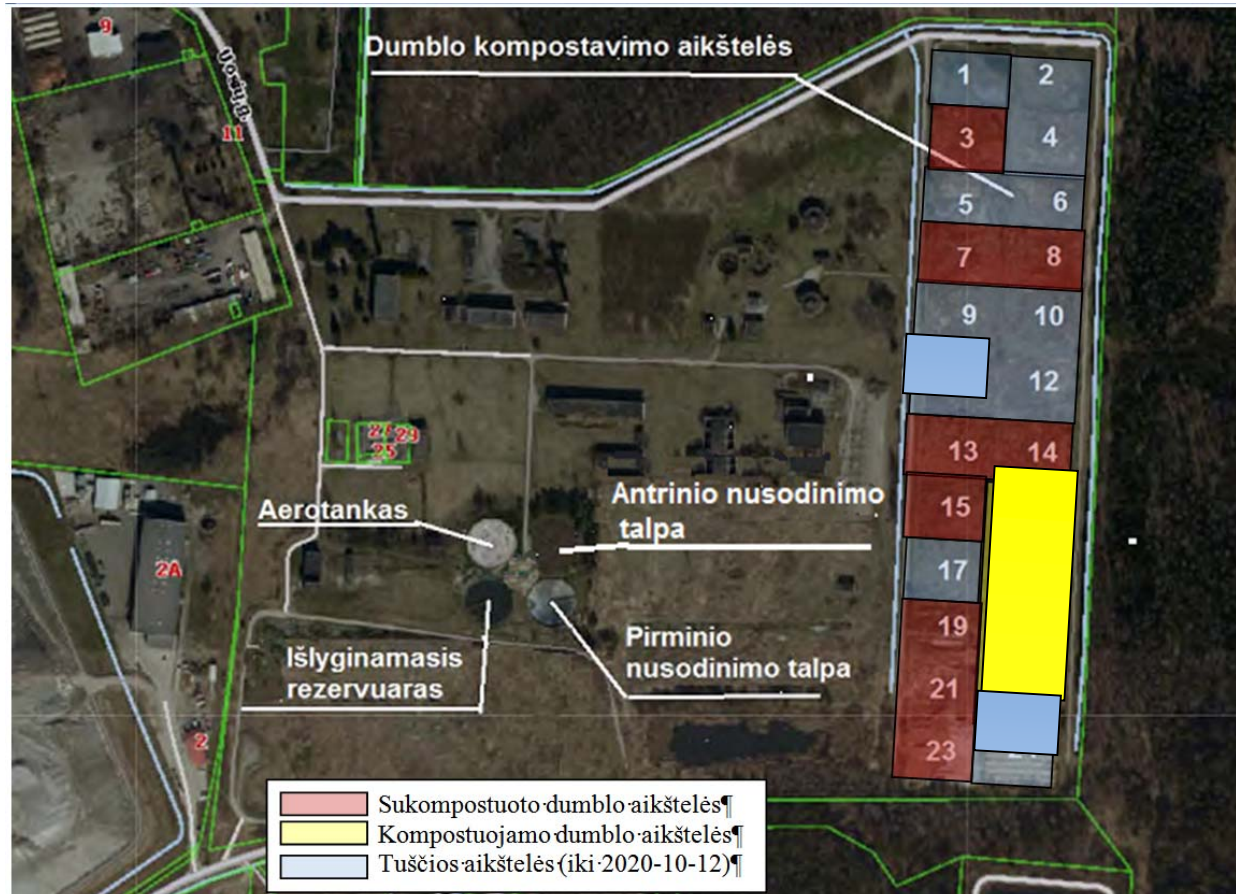 9
Dumblo kompostavimo aikštelės
11
1
2
3
4
5
6
7
8
9
10
12
13
14
15
17
19
21
23
29
25
Aerotankas
Antrinio nusodinimo
talpa
2A
Išlyginamasis
rezervuaras
Pirminio
nusodinimo talpa
2
Sukompostuoto·dumblo·aikštelės¶
Kompostuojamo·dumblo·aikštelės¶
Tuščios·aikštelės·(iki·2020-10-12)¶